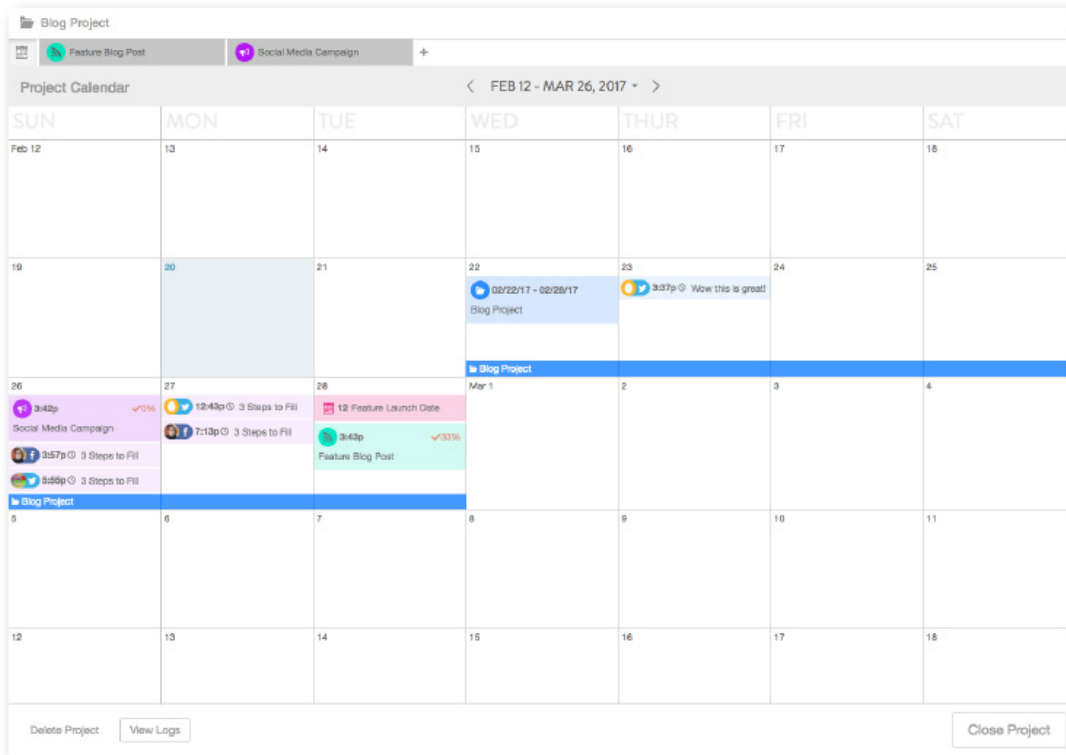 Blog Project
Feature Blog Post
Social Media Campaign
+
Project Calendar
< FEB 12 - MAR 26, 2017 >
SUN MON TUE WED THUR FRI SAT
Feb 12 13 14 15 16 17 18
19 20 21 22 23 24 25
02/22/17 - 02/28/17
Blog Project
3:37p Wow this is great!
Blog Project
26 27 28 Mar 1 2 3 4
3:42p 0%
Social Media Campaign
3:57p 3 Steps to Fill
5:55p 3 Steps to Fill
12:43p 3 Steps to Fill
7:13p 3 Steps to Fill
12 Feature Launch Date
3:43p 33%
Feature Blog Post
Blog Project
5 6 7 8 9 10 11
12 13 14 15 16 17 18
Delete Project
View Logs
Close Project